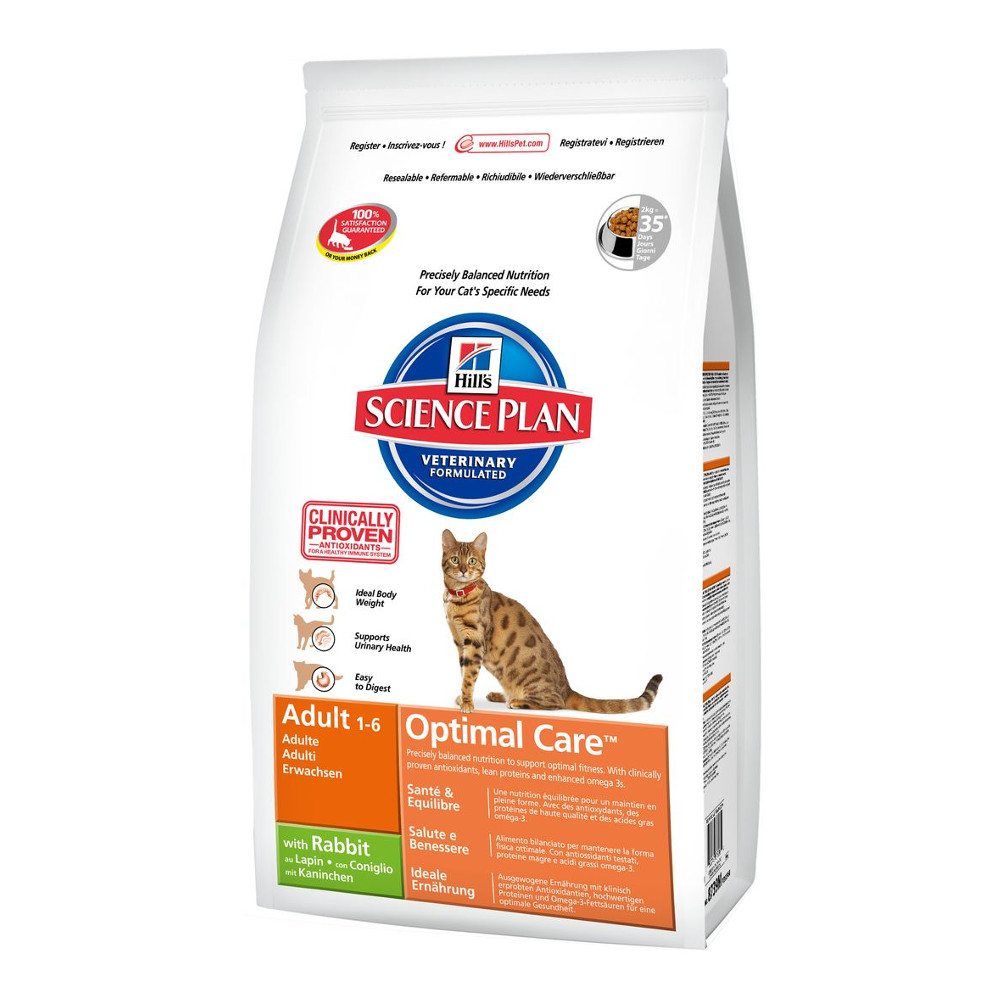 Register • Inscrivez-vous ! www.HillsPet.com Registratevi • Registrieren
Resealable • Refermable • Richiudibile • Wiederverschließbar
100%
SATISFACTION
GUARANTEED
OR YOUR MONEY BACK
2kg =
35*
Days
Jours
Giorni
Tage
Precisely Balanced Nutrition
For Your Cat's Specific Needs
Hill's
SCIENCE PLAN™
VETERINARY
FORMULATED
CLINICALLY
PROVEN
ANTIOXIDANTS
FOR A HEALTHY IMMUNE SYSTEM
Ideal Body
Weight
Supports
Urinary Health
Easy
to Digest
Adult 1-6
Adulte
Adulti
Erwachsen
with Rabbit
au Lapin • con Coniglio
mit Kaninchen
Optimal Care™
Precisely balanced nutrition to support optimal fitness. With clinically
proven antioxidants, lean proteins and enhanced omega 3s.
Santé &
Equilibre
Une nutrition équilibrée pour un maintien en
pleine forme. Avec des antioxydants, des
protéines de haute qualité et des acides gras
oméga-3.
Salute e
Benessere
Alimento bilanciato per mantenere la forma
fisica ottimale. Con antiossidanti testati,
proteine magre e acidi grassi omega-3.
Ideale
Ernährung
Ausgewogene Ernährung mit klinisch
erprobten Antioxidantien, hochwertigen
Proteinen und Omega-3-Fettsäuren für eine
optimale Gesundheit.